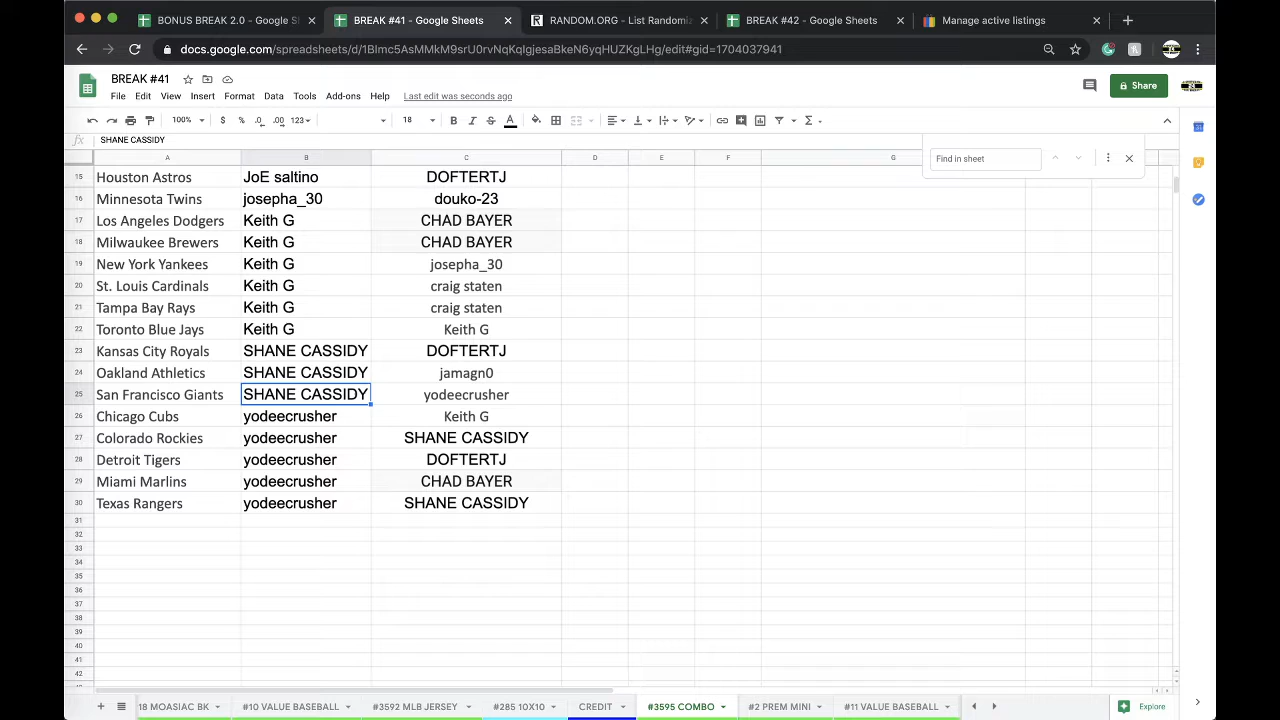 BONUS BREAK 2.0 - Google S
BREAK #41 - Google Sheets
RANDOM.ORG - List Randomiz
BREAK #42 - Google Sheets
Manage active listings
docs.google.com/spreadsheets/d/1BImc5AsMMkM9srU0rvNqKqIgjesaBkeN6yqHUZKgLHg/edit#gid=1704037941
BREAK #41
File Edit View Insert Format Data Tools Add-ons Help Last edit was seconds ago
Share
100% $ % .0 .00 123 18 B I S A
fx SHANE CASSIDY
Find in sheet
A B C D E F G
15 Houston Astros JoE saltino DOFTERTJ
16 Minnesota Twins josepha_30 douko-23
17 Los Angeles Dodgers Keith G CHAD BAYER
18 Milwaukee Brewers Keith G CHAD BAYER
19 New York Yankees Keith G josepha_30
20 St. Louis Cardinals Keith G craig staten
21 Tampa Bay Rays Keith G craig staten
22 Toronto Blue Jays Keith G Keith G
23 Kansas City Royals SHANE CASSIDY DOFTERTJ
24 Oakland Athletics SHANE CASSIDY jamagn0
25 San Francisco Giants SHANE CASSIDY yodeecrusher
26 Chicago Cubs yodeecrusher Keith G
27 Colorado Rockies yodeecrusher SHANE CASSIDY
28 Detroit Tigers yodeecrusher DOFTERTJ
29 Miami Marlins yodeecrusher CHAD BAYER
30 Texas Rangers yodeecrusher SHANE CASSIDY
31
32
33
34
35
36
37
38
39
40
41
42
18 MOASIAC BK #10 VALUE BASEBALL #3592 MLB JERSEY #285 10X10 CREDIT #3595 COMBO #2 PREM MINI #11 VALUE BASEBALL Explore